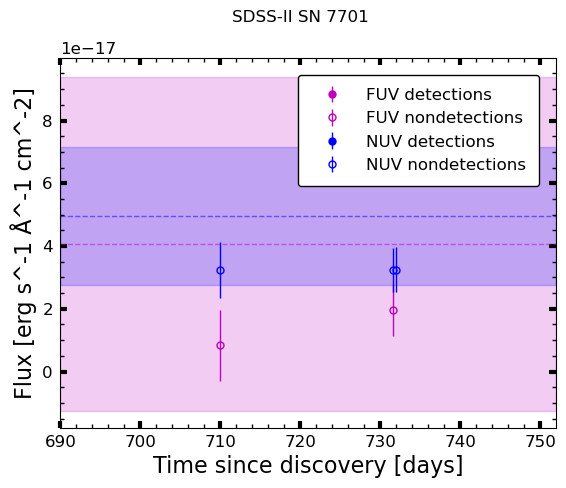 SDSS-II SN 7701
1e−17
FUV detections
FUV nondetections
NUV detections
NUV nondetections
8
6
4
2
0
Flux [erg s^-1 Å^-1 cm^-2]
690 700 710 720 730 740 750
Time since discovery [days]